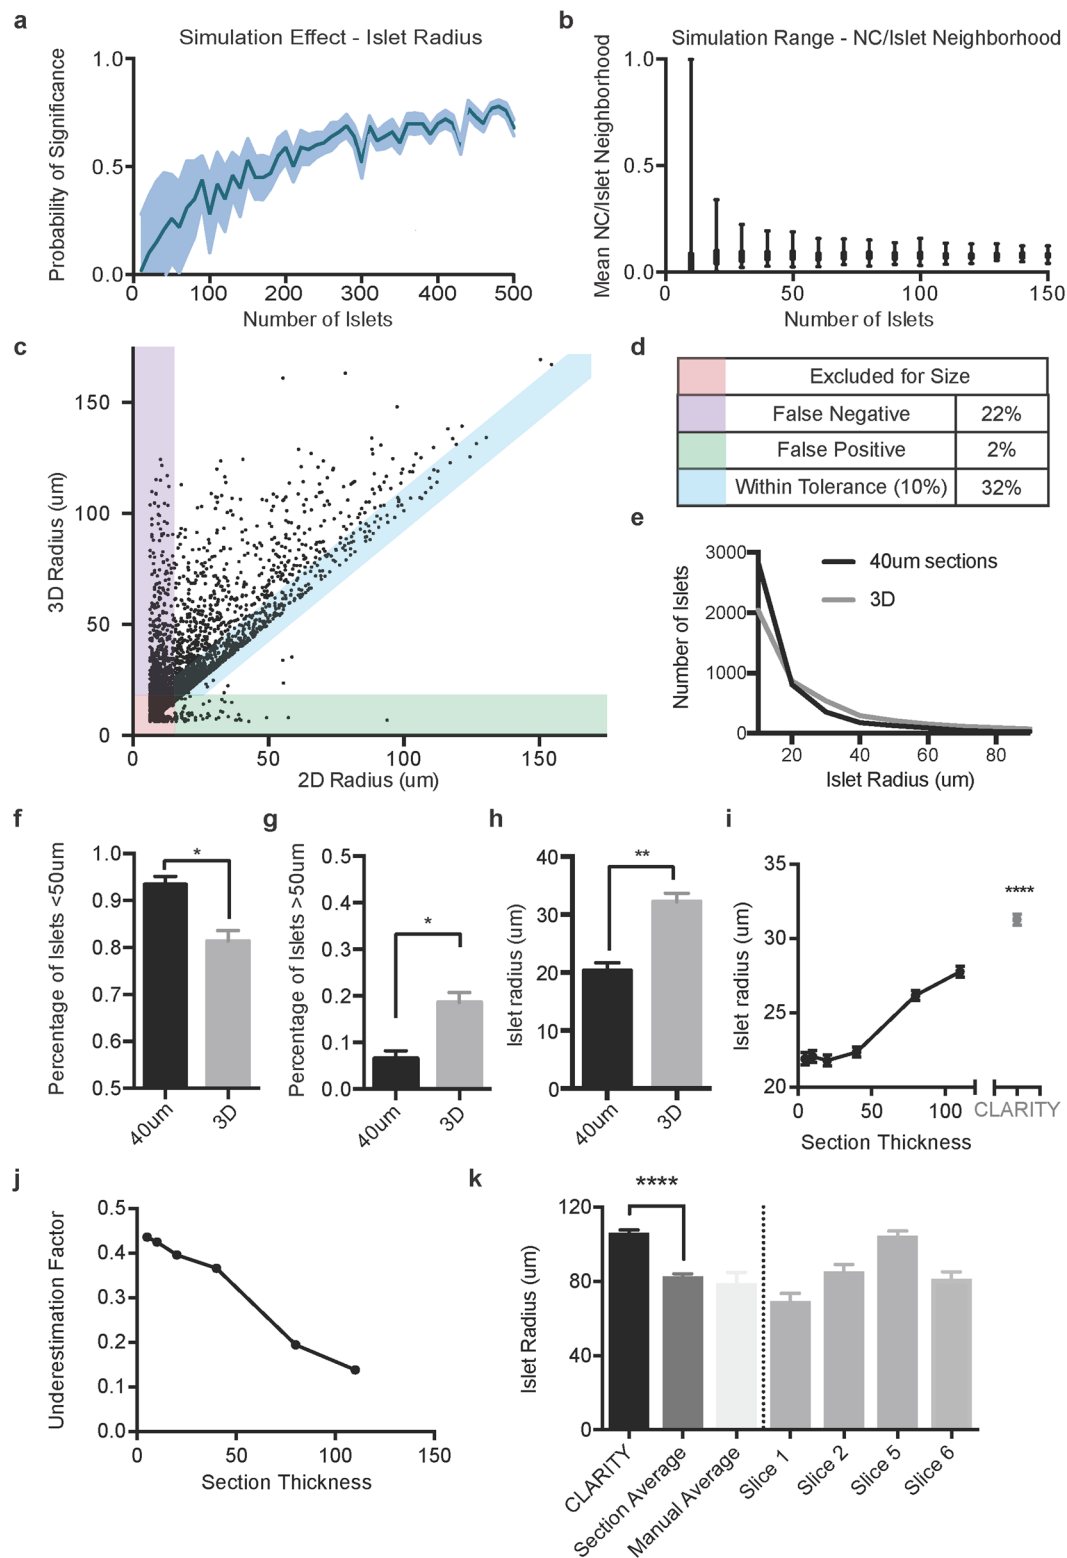 a
Simulation Effect - Islet Radius
Probability of Significance
1.0
0.5
0.0
0
100
200
300
400
500
Number of Islets
b
Simulation Range - NC/Islet Neighborhood
Mean NC/Islet Neighborhood
1.0
0.5
0.0
0
50
100
150
Number of Islets
c
3D Radius (um)
150
100
50
0
0
50
100
150
2D Radius (um)
d
Excluded for Size
False Negative 22%
False Positive 2%
Within Tolerance (10%) 32%
e
Number of Islets
3000
2000
1000
0
40um sections
3D
20
40
60
80
Islet Radius (um)
f
Percentage of Islets <50um
1.0
0.9
0.8
0.7
0.6
0.5
*
40um
3D
g
Percentage of Islets >50um
0.5
0.4
0.3
0.2
0.1
0.0
*
40um
3D
h
Islet radius (um)
40
30
20
10
0
**
40um
3D
i
Islet radius (um)
35
30
25
20
****
0
50
100
CLARITY
Section Thickness
j
Underestimation Factor
0.5
0.4
0.3
0.2
0.1
0.0
0
50
100
150
Section Thickness
k
Islet Radius (um)
120
80
40
0
****
CLARITY
Section Average
Manual Average
Slice 1
Slice 2
Slice 5
Slice 6